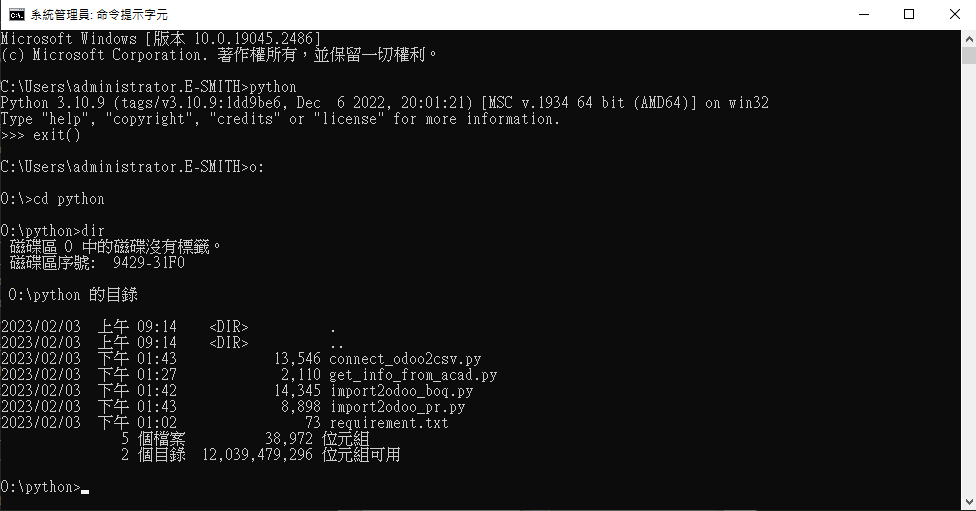 系統管理員: 命令提示字元
Microsoft Windows [版本 10.0.19045.2486]
(c) Microsoft Corporation. 著作權所有，並保留一切權利。
C:\Users\administrator.E-SMITH>python
Python 3.10.9 (tags/v3.10.9:1dd9be6, Dec  6 2022, 20:01:21) [MSC v.1934 64 bit (AMD64)] on win32
Type "help", "copyright", "credits" or "license" for more information.
>>> exit()
C:\Users\administrator.E-SMITH>o:
O:\>cd python
O:\python>dir
 磁碟區 O 中的磁碟沒有標籤。
 磁碟區序號:  9429-31F0
 O:\python 的目錄
2023/02/03  上午 09:14    <DIR>          .
2023/02/03  上午 09:14    <DIR>          ..
2023/02/03  下午 01:43            13,546 connect_odoo2csv.py
2023/02/03  下午 01:27             2,110 get_info_from_acad.py
2023/02/03  下午 01:42            14,345 import2odoo_boq.py
2023/02/03  下午 01:43             8,898 import2odoo_pr.py
2023/02/03  下午 01:02                73 requirement.txt
               5 個檔案          38,972 位元組
               2 個目錄  12,039,479,296 位元組可用
O:\python>